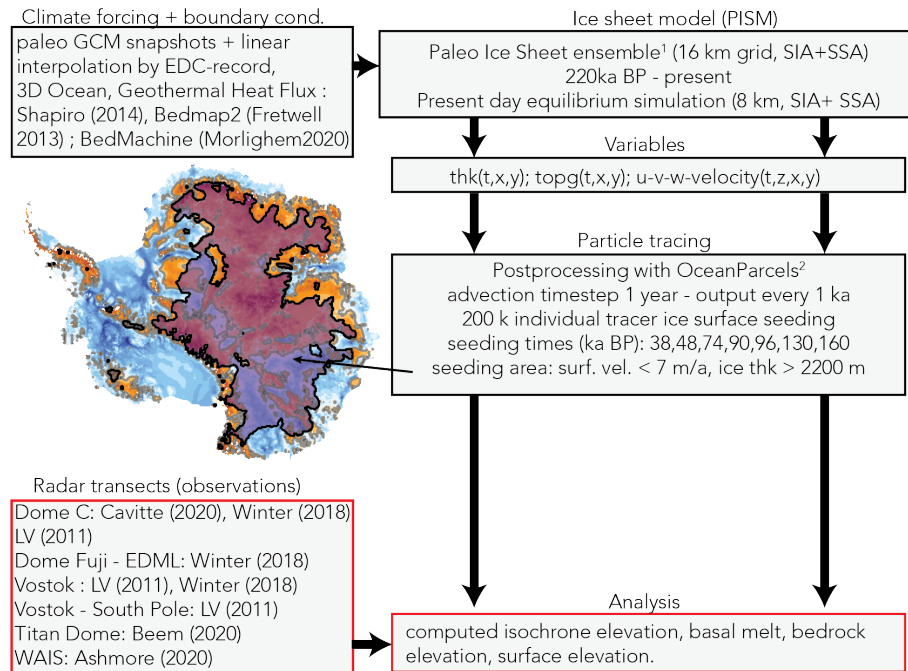 Climate forcing + boundary cond.
paleo GCM snapshots + linear
interpolation by EDC-record,
3D Ocean, Geothermal Heat Flux :
Shapiro (2014), Bedmap2 (Fretwell
2013) ; BedMachine (Morlighem2020)
Ice sheet model (PISM)
Paleo Ice Sheet ensemble¹ (16 km grid, SIA+SSA)
220ka BP - present
Present day equilibrium simulation (8 km, SIA+ SSA)
Variables
thk(t,x,y); topg(t,x,y); u-v-w-velocity(t,z,x,y)
Particle tracing
Postprocessing with OceanParcels²
advection timestep 1 year - output every 1 ka
200 k individual tracer ice surface seeding
seeding times (ka BP): 38,48,74,90,96,130,160
seeding area: surf. vel. < 7 m/a, ice thk > 2200 m
Radar transects (observations)
Dome C: Cavitte (2020), Winter (2018)
LV (2011)
Dome Fuji - EDML: Winter (2018)
Vostok : LV (2011), Winter (2018)
Vostok - South Pole: LV (2011)
Titan Dome: Beem (2020)
WAIS: Ashmore (2020)
Analysis
computed isochrone elevation, basal melt, bedrock
elevation, surface elevation.